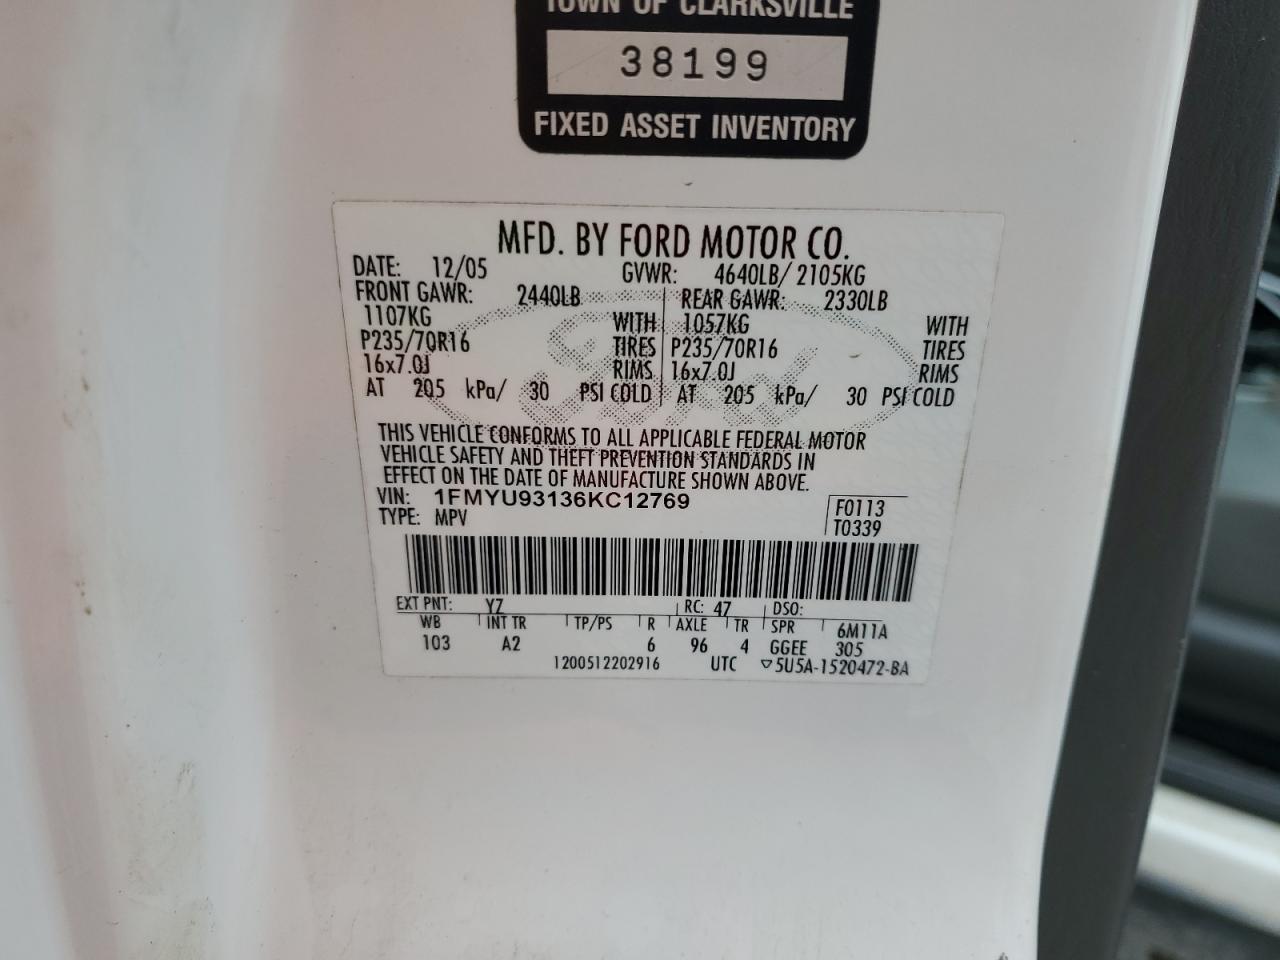 TOWN OF CLARKSVILLE
38199
FIXED ASSET INVENTORY
MFD. BY FORD MOTOR CO.
DATE: 12/05 GVWR: 4640LB/ 2105KG
FRONT GAWR: 2440LB REAR GAWR: 2330LB
1107KG WITH 1057KG WITH
P235/70R16 TIRES P235/70R16 TIRES
16x7.0J RIMS 16x7.0J RIMS
AT 205 kPa/ 30 PSI COLD AT 205 kPa/ 30 PSI COLD
Ford
THIS VEHICLE CONFORMS TO ALL APPLICABLE FEDERAL MOTOR
VEHICLE SAFETY AND THEFT PREVENTION STANDARDS IN
EFFECT ON THE DATE OF MANUFACTURE SHOWN ABOVE.
VIN: 1FMYU93136KC12769 F0113
TYPE: MPV T0339
EXT PNT: YZ RC: 47 DSO:
WB INT TR TP/PS R AXLE TR SPR 6M11A
103 A2 6 96 4 GGEE 305
1200512202916 UTC ▽5U5A-1520472-BA